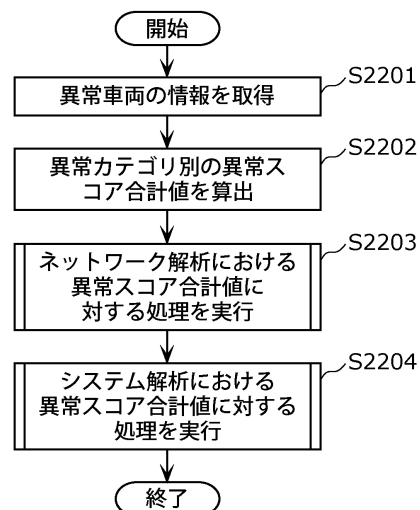 開始
S2201
異常車両の情報を取得
S2202
異常カテゴリ別の異常ス
コア合計値を算出
S2203
ネットワーク解析における
異常スコア合計値に
対する処理を実行
S2204
システム解析における
異常スコア合計値に対する
処理を実行
終了